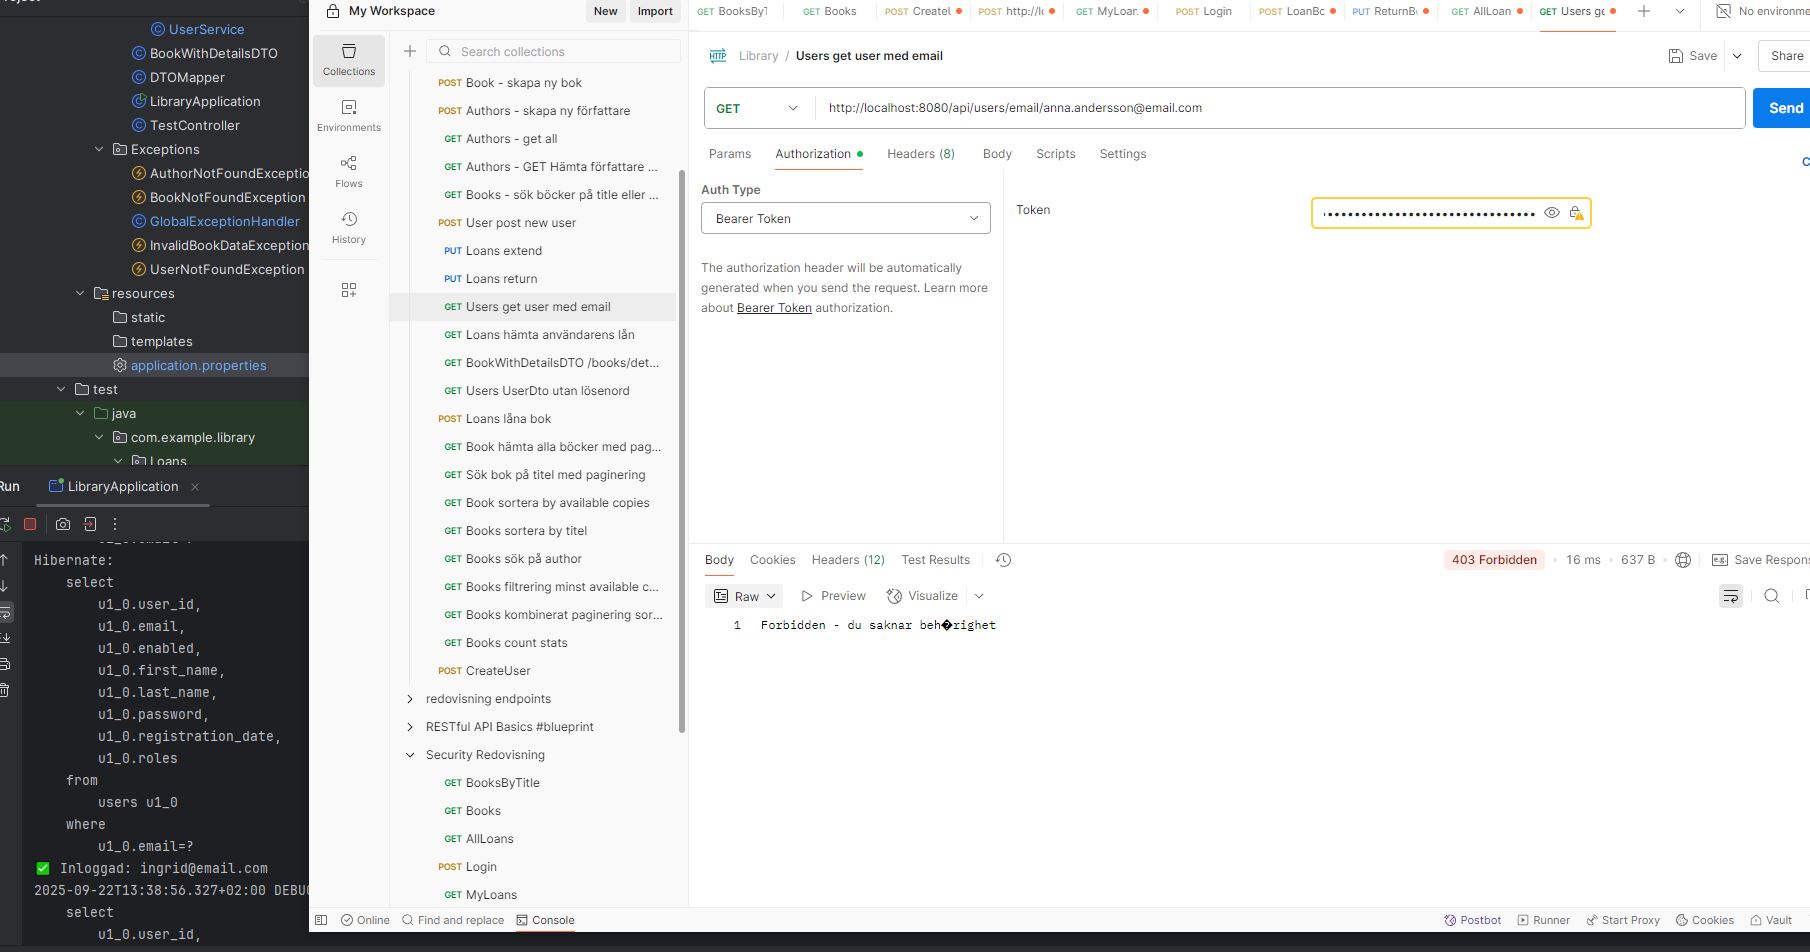 UserService
BookWithDetailsDTO
DTOMapper
LibraryApplication
TestController
Exceptions
AuthorNotFoundExceptio
BookNotFoundException
GlobalExceptionHandler
InvalidBookDataException
UserNotFoundException
resources
static
templates
application.properties
test
java
com.example.library
Loans
Run
LibraryApplication
Hibernate:
select
u1_0.user_id,
u1_0.email,
u1_0.enabled,
u1_0.first_name,
u1_0.last_name,
u1_0.password,
u1_0.registration_date,
u1_0.roles
from
users u1_0
where
u1_0.email=?
✅ Inloggad: ingrid@email.com
2025-09-22T13:38:56.327+02:00 DEBUG
select
u1_0.user_id,
My Workspace
New
Import
Collections
Environments
Flows
History
Search collections
POST Book - skapa ny bok
POST Authors - skapa ny författare
GET Authors - get all
GET Authors - GET Hämta författare ...
GET Books - sök böcker på title eller ...
POST User post new user
PUT Loans extend
PUT Loans return
GET Users get user med email
GET Loans hämta användarens lån
GET BookWithDetailsDTO /books/det...
GET Users UserDto utan lösenord
POST Loans låna bok
GET Book hämta alla böcker med pag...
GET Sök bok på titel med paginering
GET Book sortera by available copies
GET Books sortera by titel
GET Books sök på author
GET Books filtrering minst available c...
GET Books kombinerat paginering sor...
GET Books count stats
POST CreateUser
redovisning endpoints
RESTful API Basics #blueprint
Security Redovisning
GET BooksByTitle
GET Books
GET AllLoans
POST Login
GET MyLoans
GET BooksByT
GET Books
POST CreateU
POST http://lo
GET MyLoan
POST Login
POST LoanBo
PUT ReturnB
GET AllLoan
GET Users ge
No environme
HTTP Library / Users get user med email
Save
Share
GET
http://localhost:8080/api/users/email/anna.andersson@email.com
Send
Params
Authorization
Headers (8)
Body
Scripts
Settings
C
Auth Type
Bearer Token
The authorization header will be automatically
generated when you send the request. Learn more
about Bearer Token authorization.
Token
Body
Cookies
Headers (12)
Test Results
403 Forbidden
16 ms
637 B
Save Respons
Raw
Preview
Visualize
1 Forbidden - du saknar beh�righet
Online
Find and replace
Console
Postbot
Runner
Start Proxy
Cookies
Vault